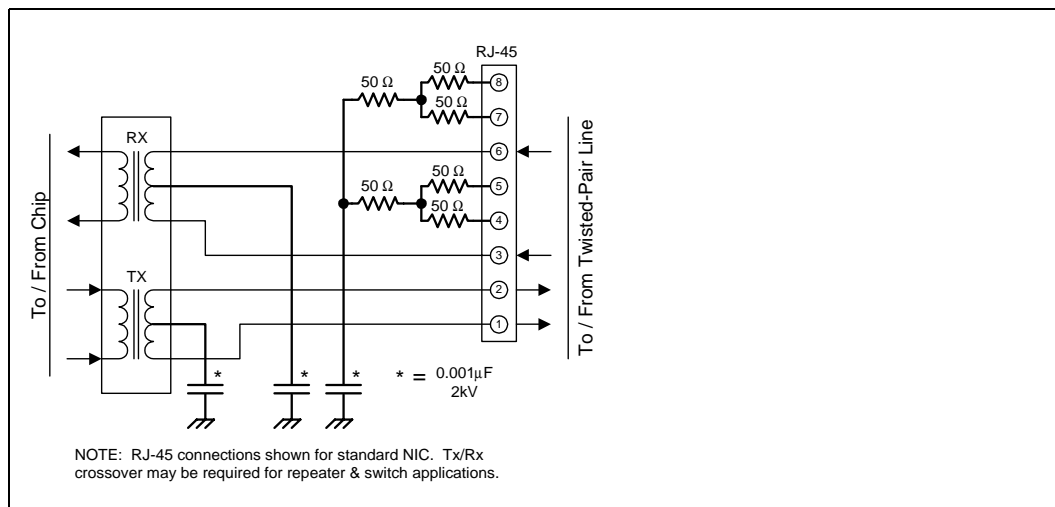 RJ-45
50 Ω
50 Ω
8
50 Ω
7
RX
6
50 Ω
50 Ω
5
50 Ω
4
3
TX
2
1
To / From Chip
To / From Twisted-Pair Line
*
*
*
* = 0.001μF
2kV
NOTE: RJ-45 connections shown for standard NIC. Tx/Rx
crossover may be required for repeater & switch applications.